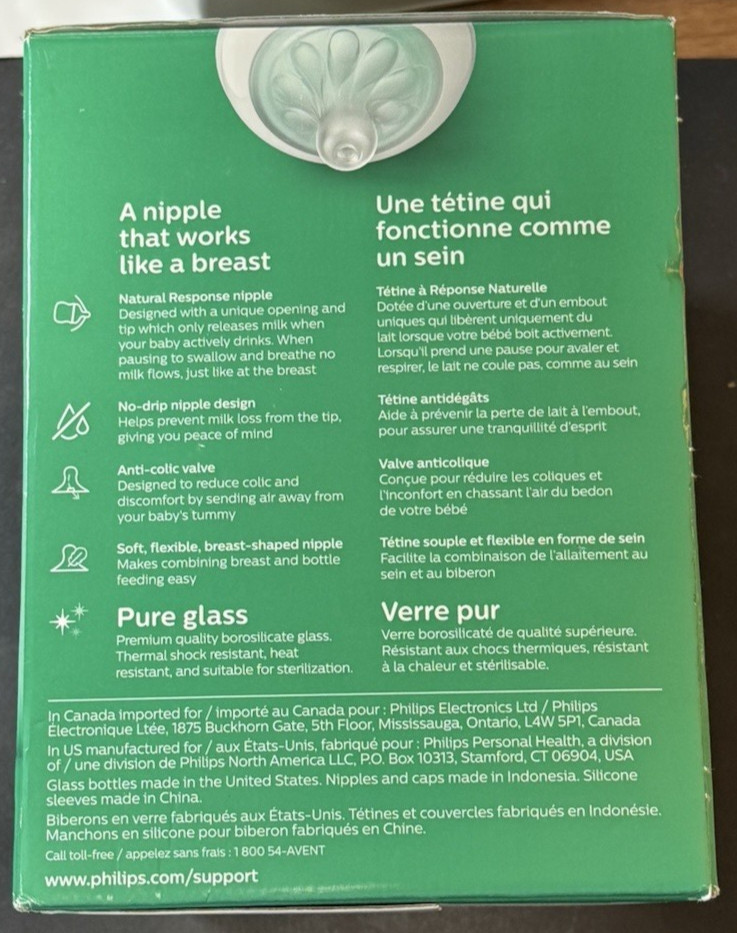 A nipple
that works
like a breast
Natural Response nipple
Designed with a unique opening and
tip which only releases milk when
your baby actively drinks. When
pausing to swallow and breathe no
milk flows, just like at the breast
No-drip nipple design
Helps prevent milk loss from the tip,
giving you peace of mind
Anti-colic valve
Designed to reduce colic and
discomfort by sending air away from
your baby's tummy
Soft, flexible, breast-shaped nipple
Makes combining breast and bottle
feeding easy
Pure glass
Premium quality borosilicate glass.
Thermal shock resistant, heat
resistant, and suitable for sterilization.
Une tétine qui
fonctionne comme
un sein
Tétine à Réponse Naturelle
Dotée d'une ouverture et d'un embout
uniques qui libèrent uniquement du
lait lorsque votre bébé boit activement.
Lorsqu'il prend une pause pour avaler et
respirer, le lait ne coule pas, comme au sein
Tétine antidégâts
Aide à prévenir la perte de lait à l'embout,
pour assurer une tranquillité d'esprit
Valve anticolique
Conçue pour réduire les coliques et
l'inconfort en chassant l'air du bedon
de votre bébé
Tétine souple et flexible en forme de sein
Facilite la combinaison de l'allaitement au
sein et au biberon
Verre pur
Verre borosilicaté de qualité supérieure.
Résistant aux chocs thermiques, résistant
à la chaleur et stérilisable.
In Canada imported for / importé au Canada pour : Philips Electronics Ltd / Philips
Électronique Ltée, 1875 Buckhorn Gate, 5th Floor, Mississauga, Ontario, L4W 5P1, Canada
In US manufactured for / aux États-Unis, fabriqué pour : Philips Personal Health, a division
of / une division de Philips North America LLC, P.O. Box 10313, Stamford, CT 06904, USA
Glass bottles made in the United States. Nipples and caps made in Indonesia. Silicone
sleeves made in China.
Biberons en verre fabriqués aux États-Unis. Tétines et couvercles fabriqués en Indonésie.
Manchons en silicone pour biberon fabriqués en Chine.
Call toll-free / appelez sans frais : 1 800 54-AVENT
www.philips.com/support